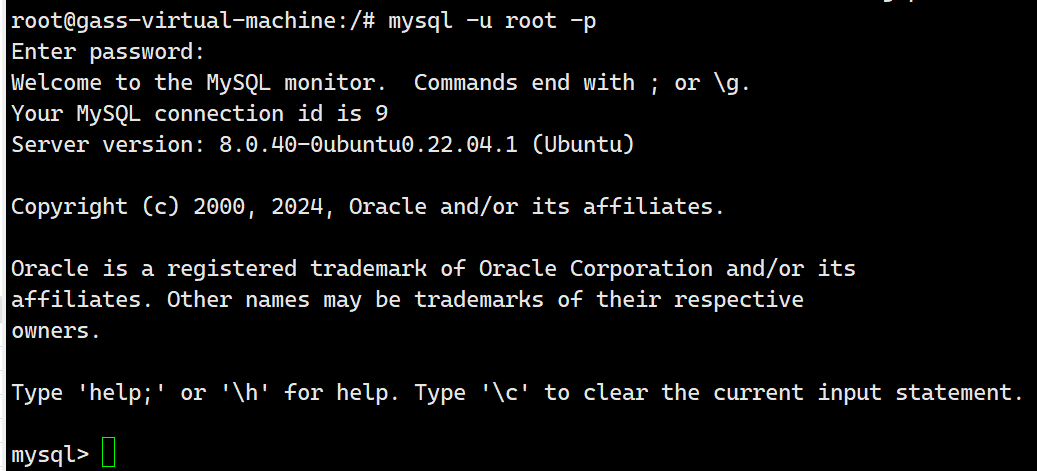 root@gass-virtual-machine:/# mysql -u root -p
Enter password:
Welcome to the MySQL monitor.  Commands end with ; or \g.
Your MySQL connection id is 9
Server version: 8.0.40-0ubuntu0.22.04.1 (Ubuntu)

Copyright (c) 2000, 2024, Oracle and/or its affiliates.

Oracle is a registered trademark of Oracle Corporation and/or its
affiliates. Other names may be trademarks of their respective
owners.

Type 'help;' or '\h' for help. Type '\c' to clear the current input statement.

mysql>